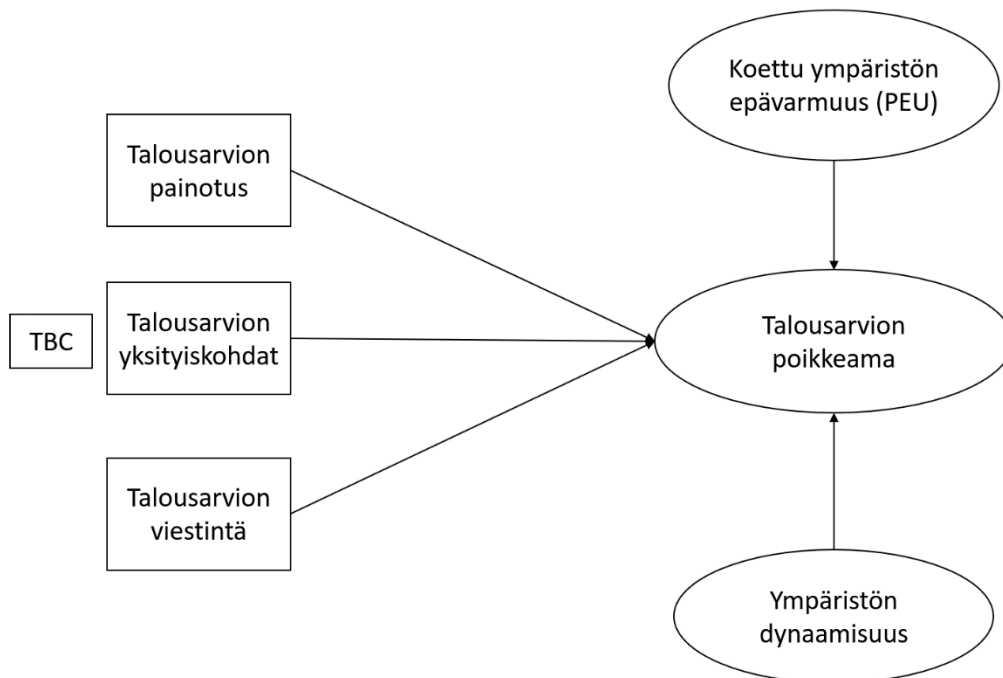 Koettu ympäristön
epävarmuus (PEU)
Talousarvion
painotus
TBC
Talousarvion
yksityiskohdat
Talousarvion
poikkeama
Talousarvion
viestintä
Ympäristön
dynaamisuus